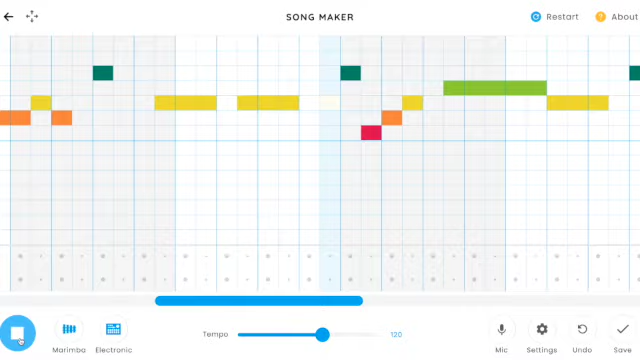 SONG MAKER
Restart
About
Tempo
120
Marimba
Electronic
Mic
Settings
Undo
Save